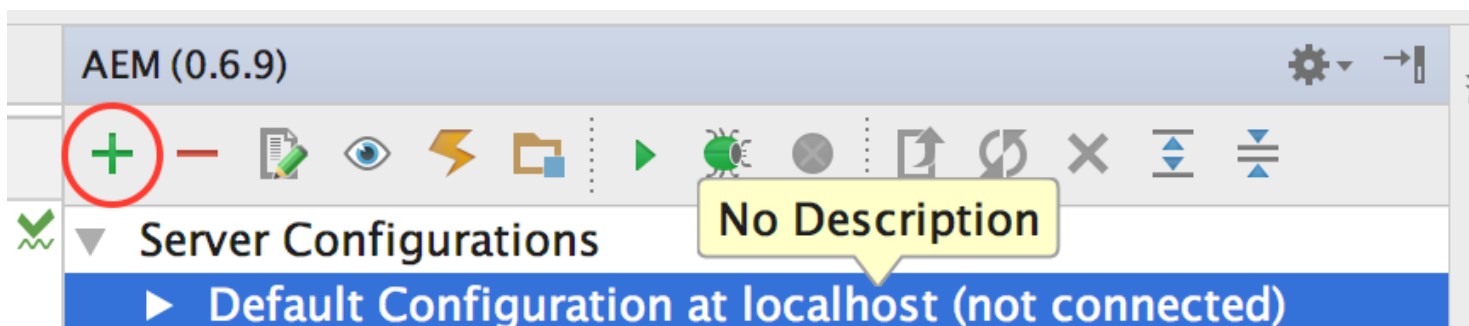 AEM (0.6.9)
No Description
Server Configurations
Default Configuration at localhost (not connected)